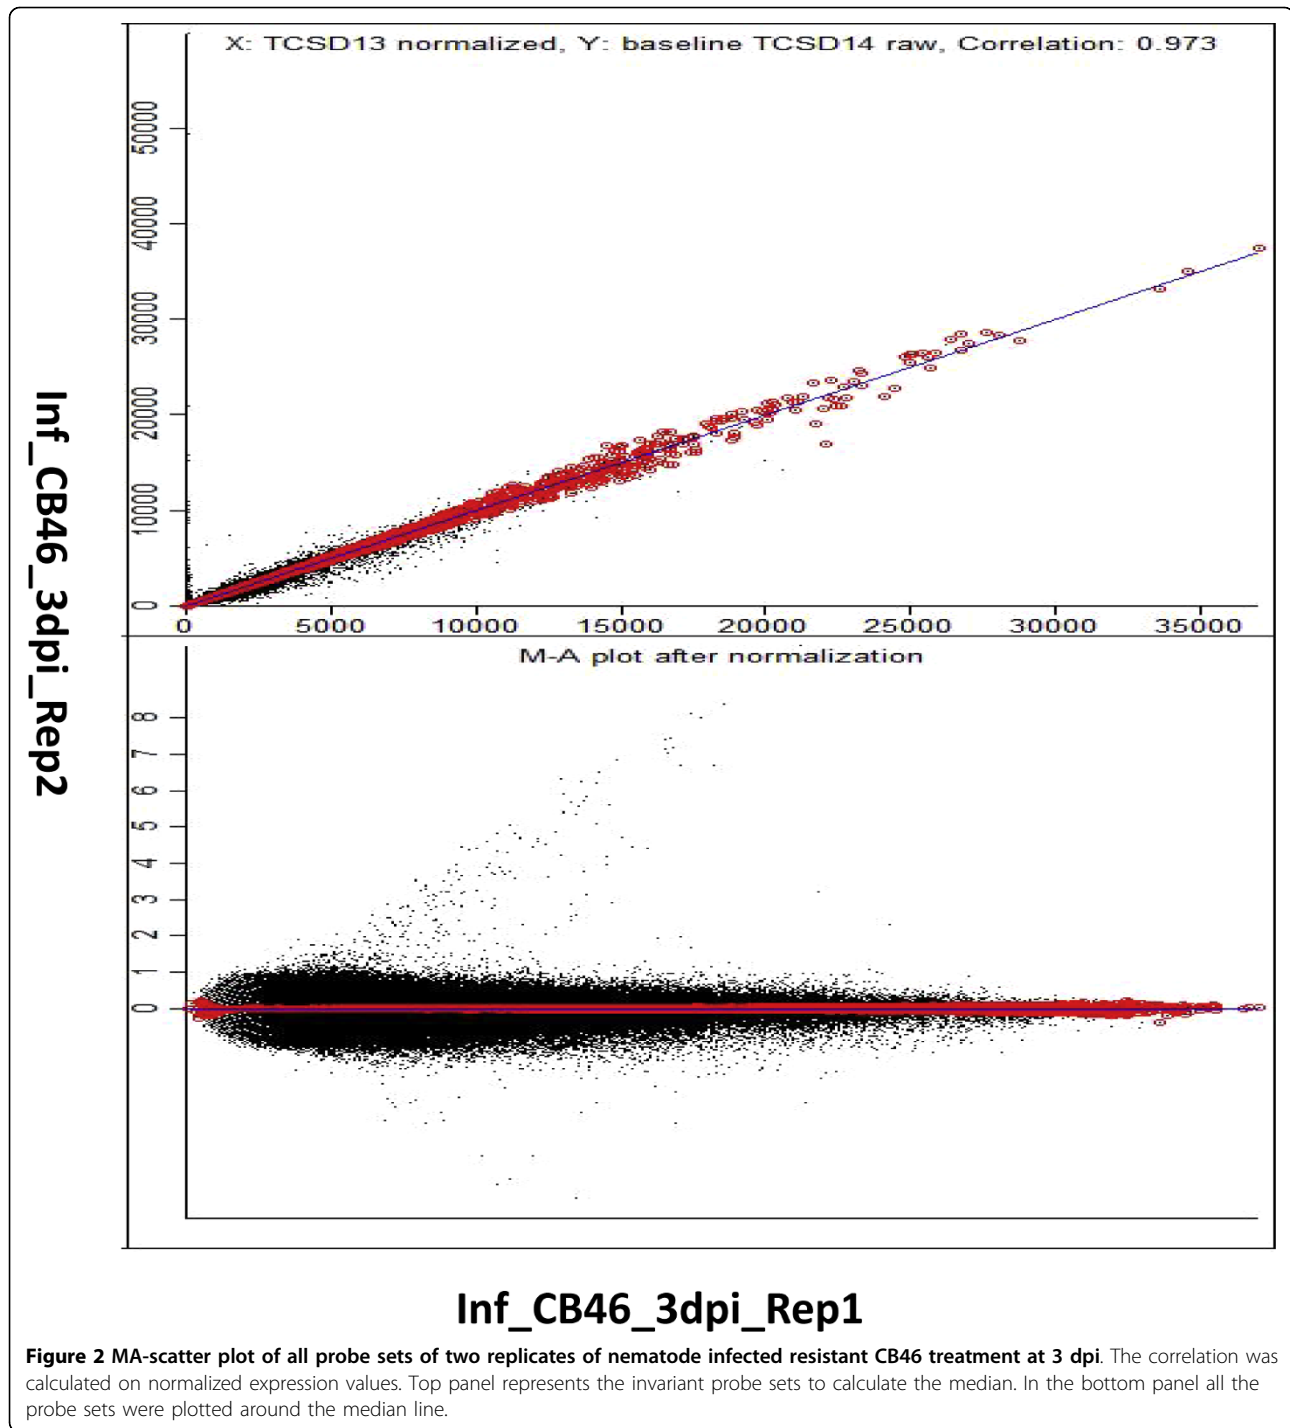 X: TCSD13 normalized, Y: baseline TCSD14 raw, Correlation: 0.973
50000
40000
30000
20000
10000
0
0 5000 10000 15000 20000 25000 30000 35000
M-A plot after normalization
8
7
6
5
4
3
2
1
0
Inf_CB46_3dpi_Rep2
Inf_CB46_3dpi_Rep1
Figure 2 MA-scatter plot of all probe sets of two replicates of nematode infected resistant CB46 treatment at 3 dpi. The correlation was
calculated on normalized expression values. Top panel represents the invariant probe sets to calculate the median. In the bottom panel all the
probe sets were plotted around the median line.